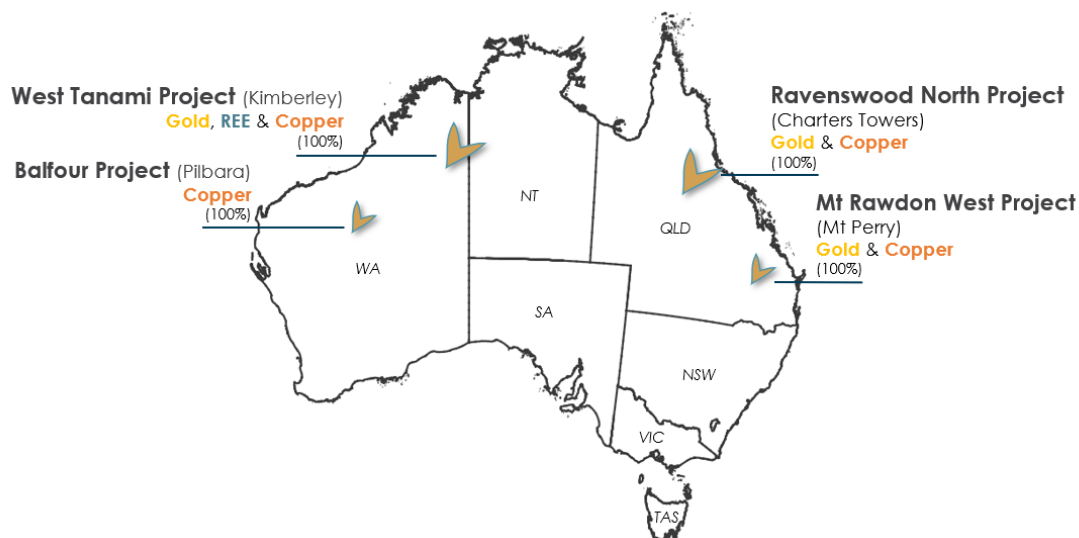 West Tanami Project (Kimberley)
Gold, REE & Copper
(100%)
Balfour Project (Pilbara)
Copper
(100%)
Ravenswood North Project
(Charters Towers)
Gold & Copper
(100%)
Mt Rawdon West Project
(Mt Perry)
Gold & Copper
(100%)
NT
QLD
WA
SA
NSW
VIC
TAS